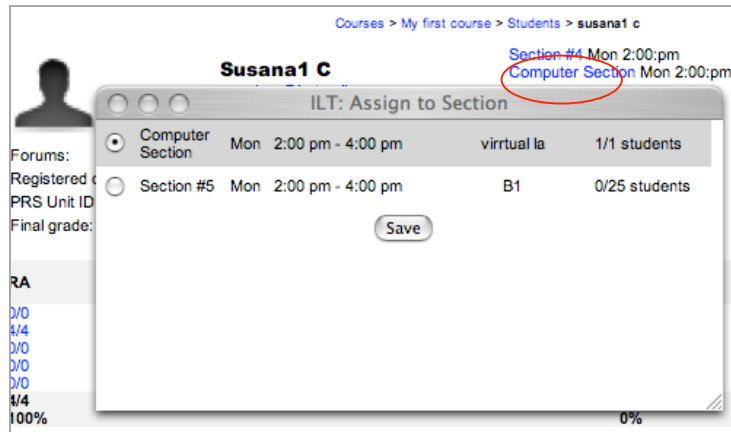 Courses > My first course > Students > susana1 c
Section #4 Mon 2:00:pm
Susana1 C
Computer Section Mon 2:00:pm
ILT: Assign to Section
Computer Section Mon 2:00 pm - 4:00 pm virrtual la 1/1 students
Section #5 Mon 2:00 pm - 4:00 pm B1 0/25 students
Save
Forums:
Registered
PRS Unit ID
Final grade:
RA
0/0
4/4
0/0
0/0
0/0
4/4
100% 0%